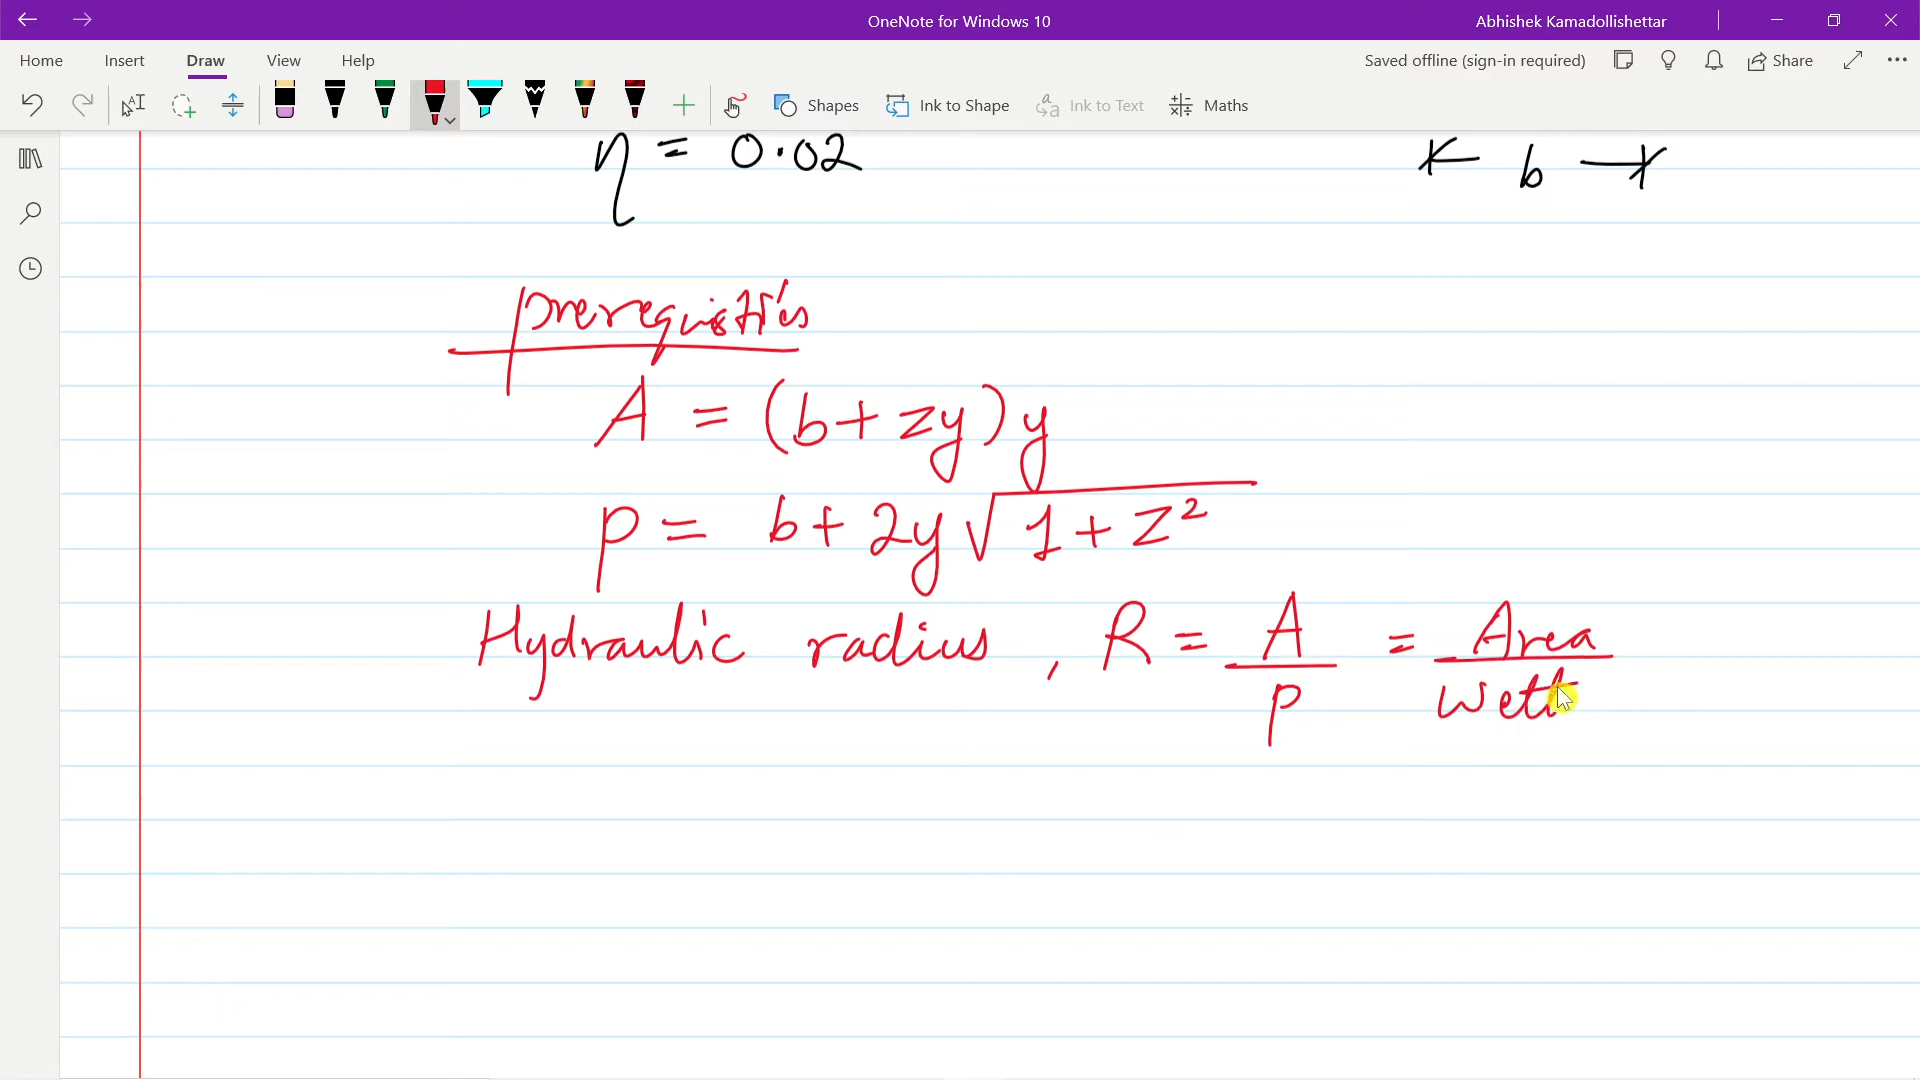 OneNote for Windows 10
Abhishek Kamadollishettar
Home Insert Draw View Help
Saved offline (sign-in required) Share
Shapes Ink to Shape Ink to Text Maths
η = 0.02
b
prerequisti's
A = (b + zy) y
p = b + 2y √1 + z²
Hydraulic radius, R = A/p = Area/Wett